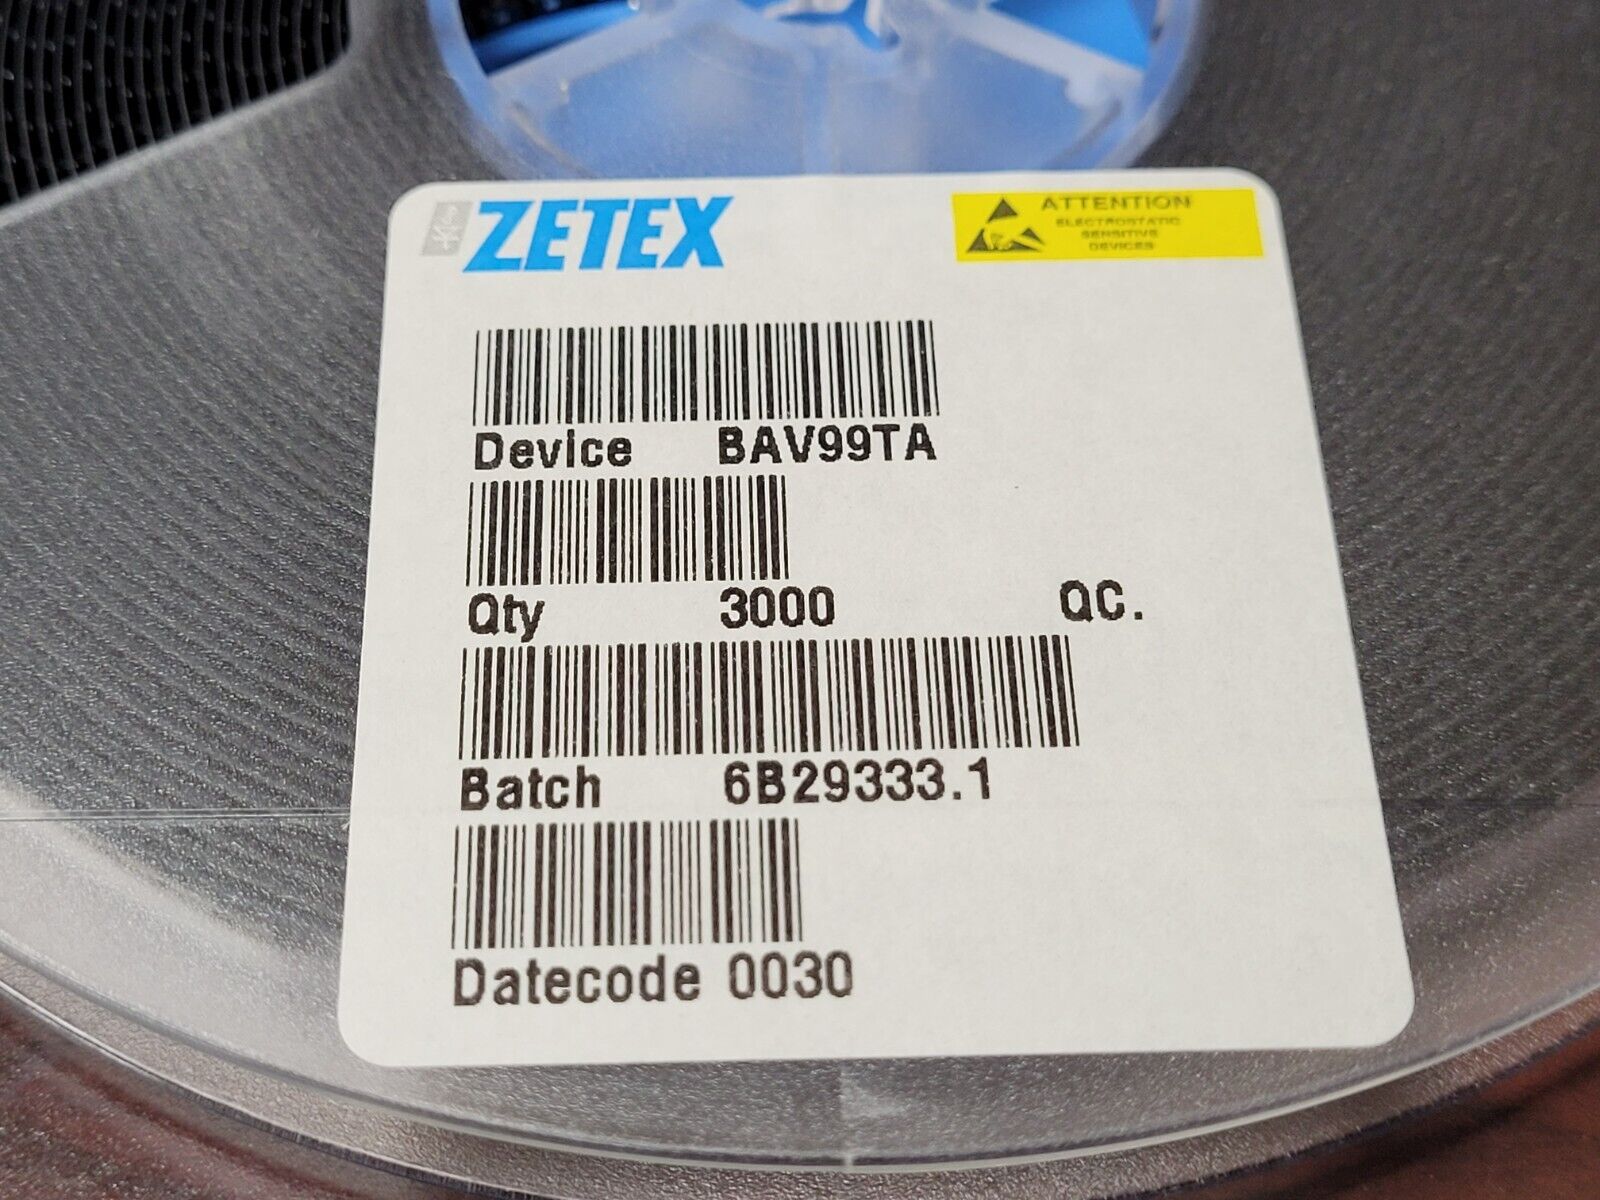 ZETEX
ATTENTION
ELECTROSTATIC
SENSITIVE
DEVICES
Device BAV99TA
Qty 3000 QC.
Batch 6B29333.1
Datecode 0030